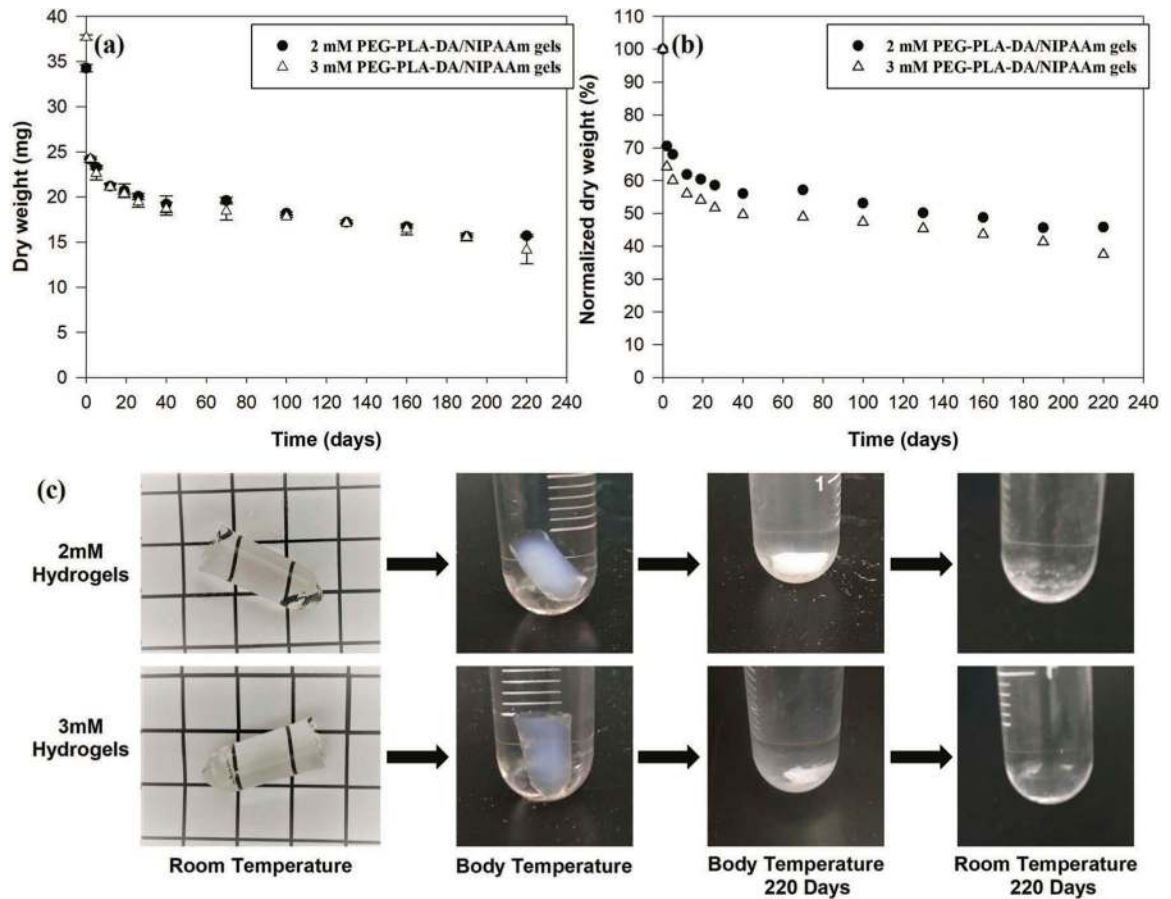 (a)
2 mM PEG-PLA-DA/NIPAAm gels
3 mM PEG-PLA-DA/NIPAAm gels
Dry weight (mg)
40
35
30
25
20
15
10
5
0
0 20 40 60 80 100 120 140 160 180 200 220 240
Time (days)
(b)
2 mM PEG-PLA-DA/NIPAAm gels
3 mM PEG-PLA-DA/NIPAAm gels
Normalized dry weight (%)
110
100
90
80
70
60
50
40
30
20
10
0
0 20 40 60 80 100 120 140 160 180 200 220 240
Time (days)
(c)
2mM
Hydrogels
3mM
Hydrogels
Room Temperature
Body Temperature
Body Temperature
220 Days
Room Temperature
220 Days